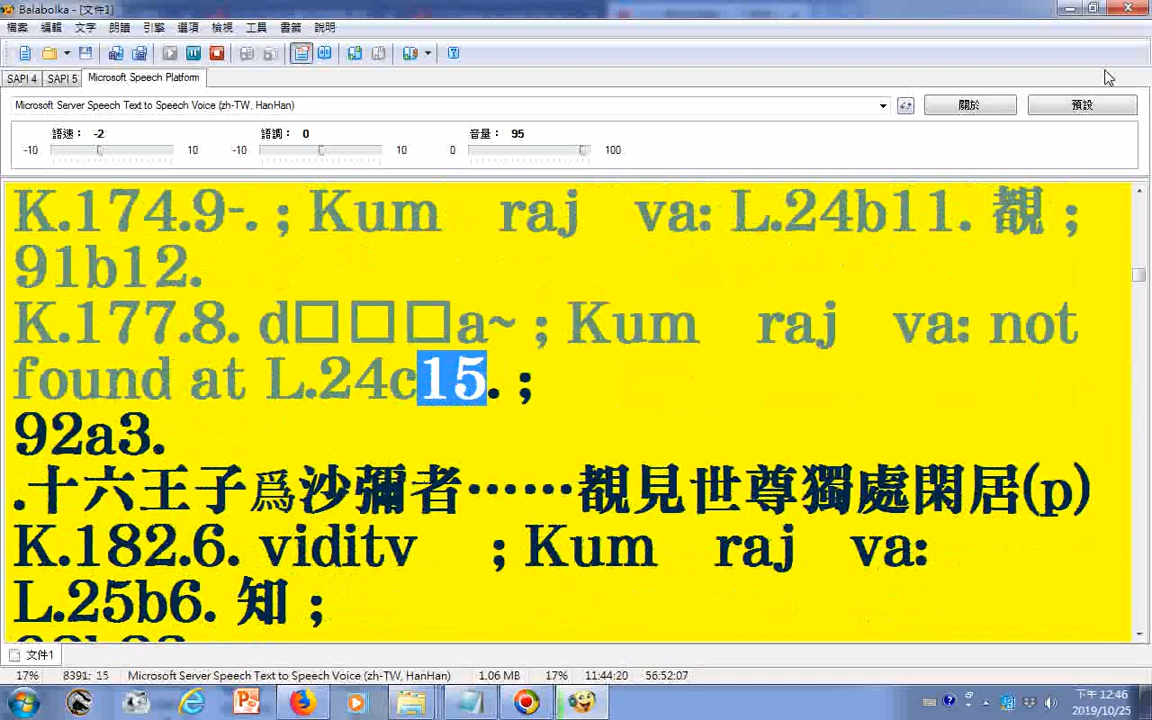 Balabolka - [文件1]
檔案 編輯 文字 朗讀 引擎 選項 檢視 工具 書籤 說明
SAPI 4 SAPI 5 Microsoft Speech Platform
Microsoft Server Speech Text to Speech Voice (zh-TW, HanHan) 關於 預設
語速： -2 語調： 0 音量： 95
-10 10 -10 10 0 100
K.174.9-. ; Kum raj va: L.24b11. 覩 ;
91b12.
K.177.8. d□□□a~ ; Kum raj va: not
found at L.24c15. ;
92a3.
.十六王子爲沙彌者……覩見世尊獨處閑居(p)
K.182.6. viditv ; Kum raj va:
L.25b6. 知 ;
文件1
17% 8391: 15 Microsoft Server Speech Text to Speech Voice (zh-TW, HanHan) 1.06 MB 17% 11:44:20 56:52:07
下午 12:46
2019/10/25